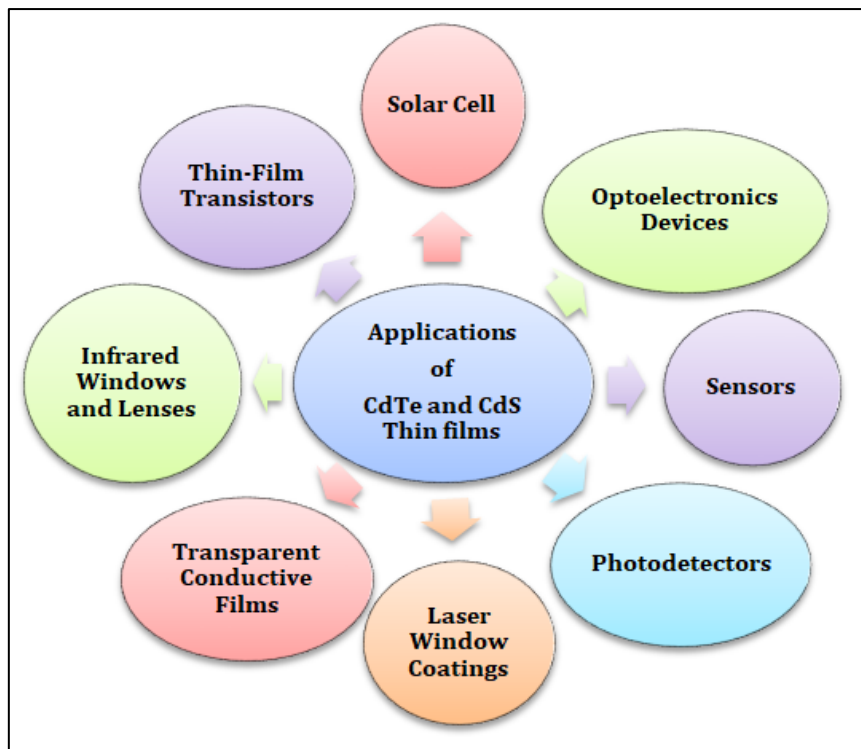 Solar Cell
Thin-Film
Transistors
Optoelectronics
Devices
Applications
of
CdTe and CdS
Thin films
Infrared
Windows
and Lenses
Sensors
Transparent
Conductive
Films
Photodetectors
Laser
Window
Coatings